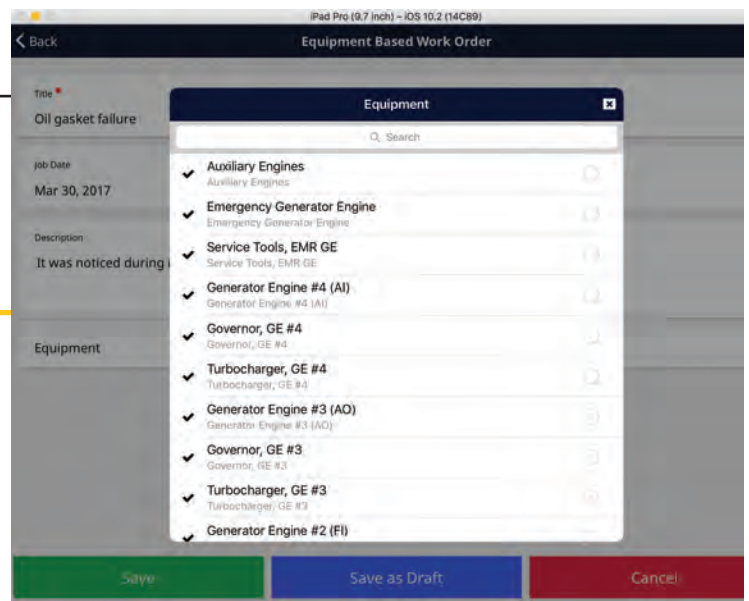 iPad Pro (9.7 inch) – iOS 10.2 (14C89)
Back
Equipment Based Work Order
Title *
Oil gasket failure
Job Date
Mar 30, 2017
Description
It was noticed during
Equipment
Equipment
Search
Auxiliary Engines
Auxiliary Engines
Emergency Generator Engine
Emergency Generator Engine
Service Tools, EMR GE
Service Tools, EMR GE
Generator Engine #4 (AI)
Generator Engine #4 (AI)
Governor, GE #4
Governor, GE #4
Turbocharger, GE #4
Turbocharger, GE #4
Generator Engine #3 (AO)
Generator Engine #3 (AO)
Governor, GE #3
Governor, GE #3
Turbocharger, GE #3
Turbocharger, GE #3
Generator Engine #2 (FI)
Save
Save as Draft
Cancel